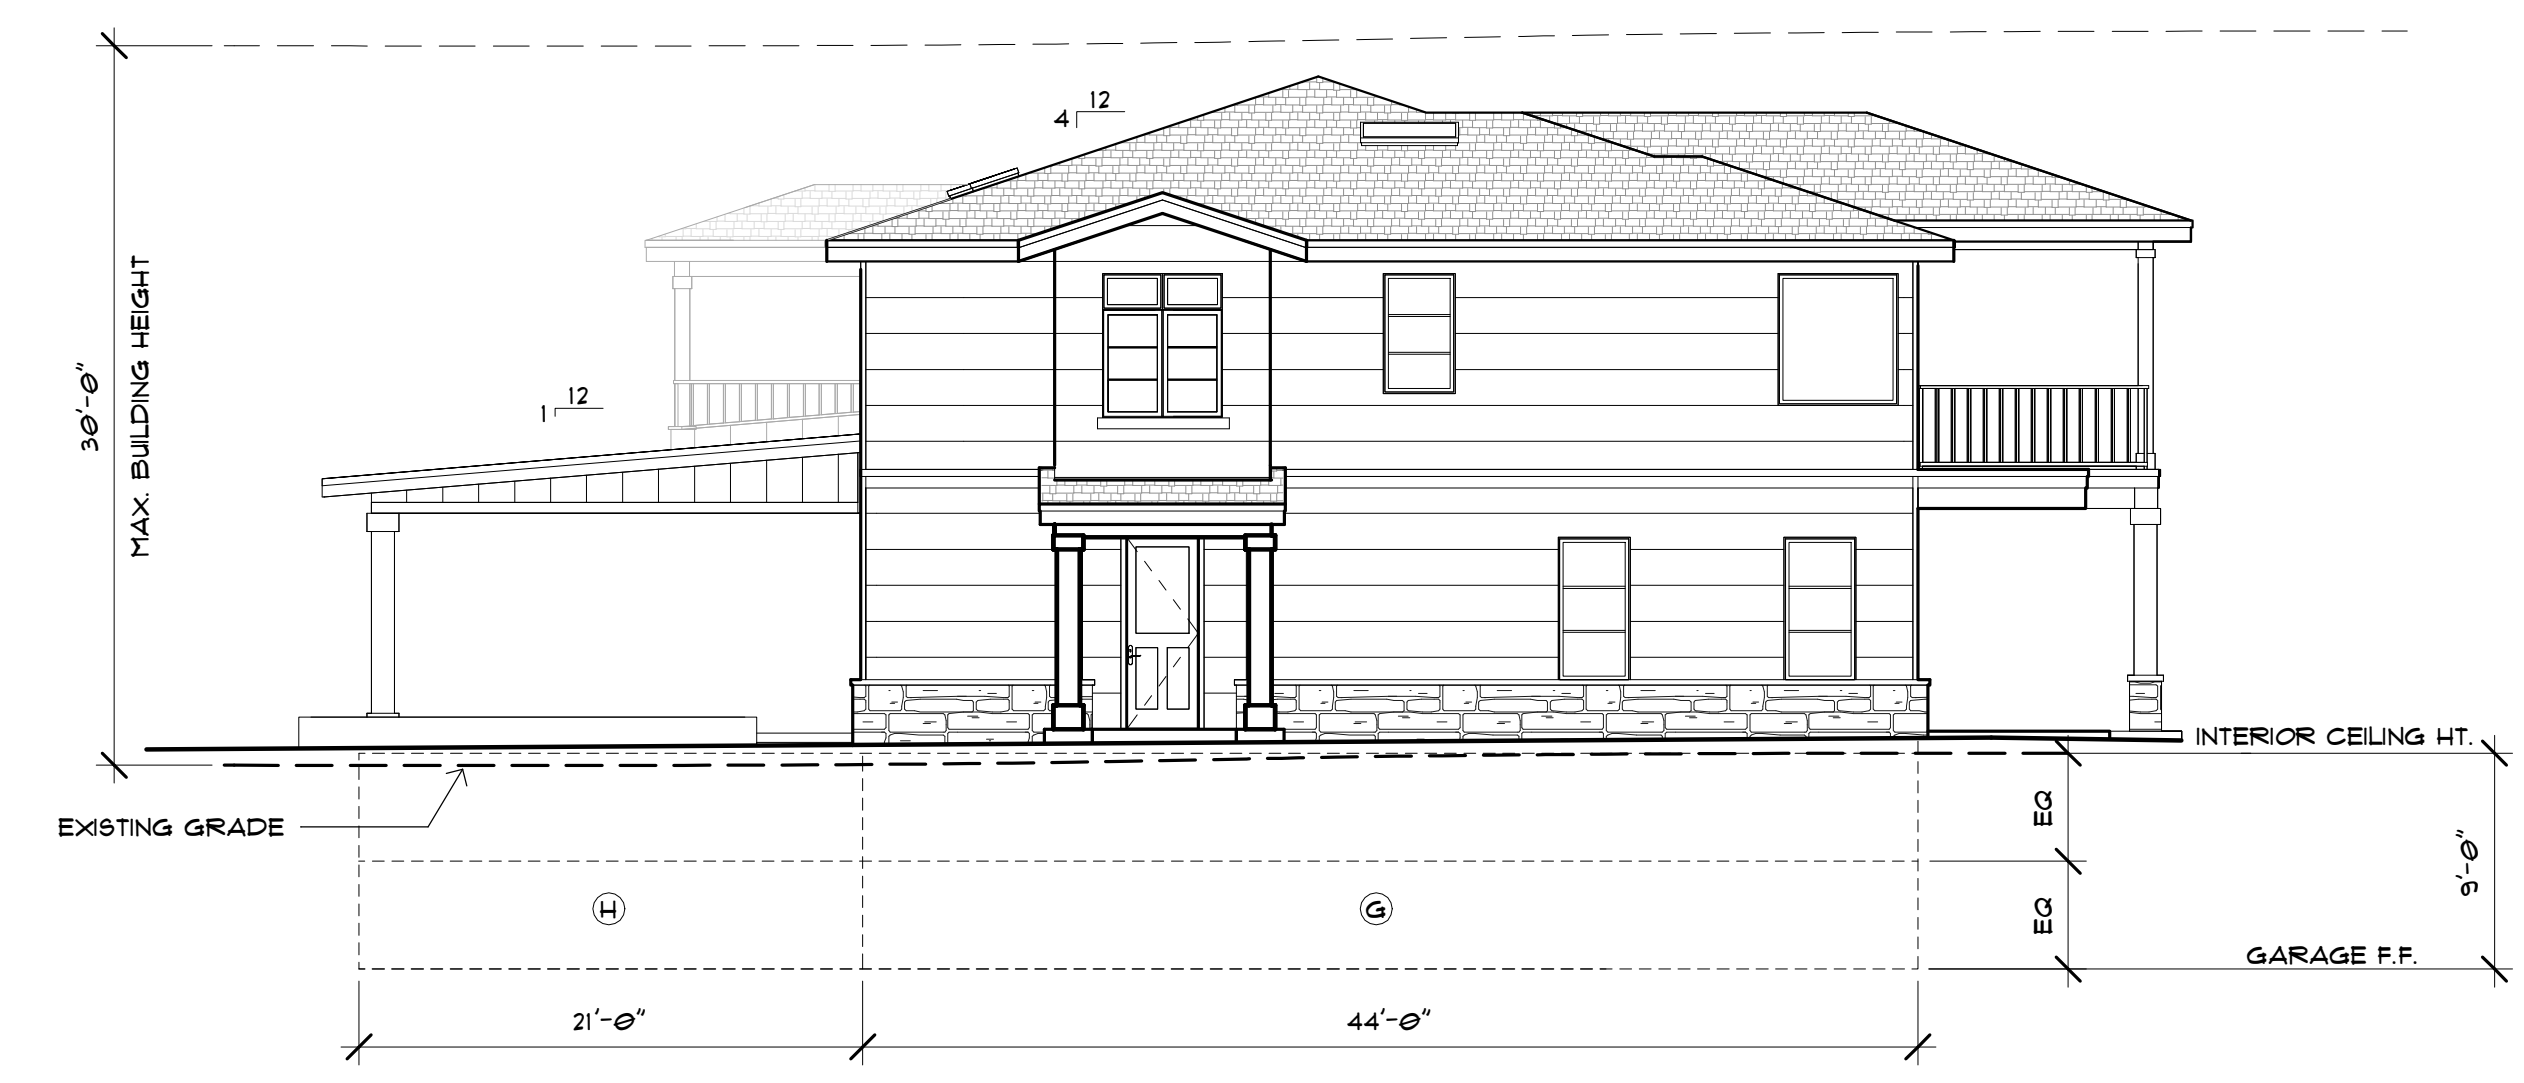 12
4
MAX. BUILDING HEIGHT
30'-0"
12
1
INTERIOR CEILING HT.
EXISTING GRADE
EQ
9'-0"
H
G
EQ
GARAGE F.F.
21'-0"
44'-0"